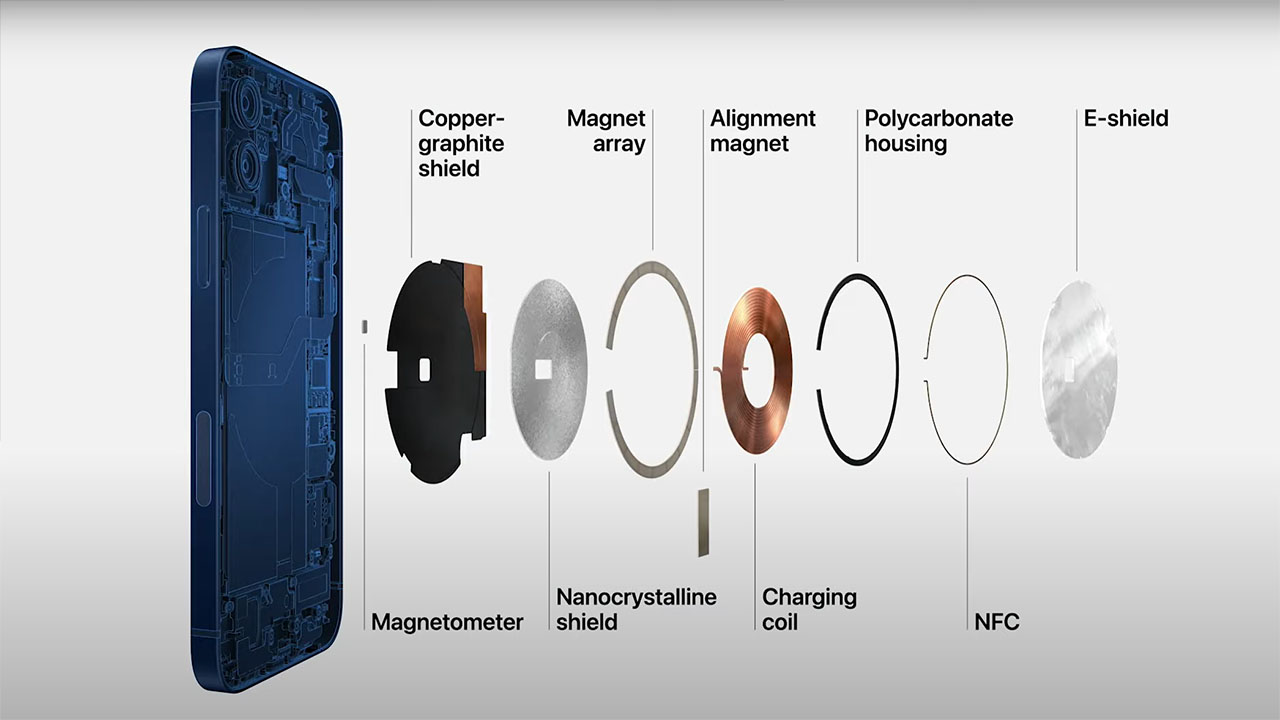 Copper-
graphite
shield
Magnet
array
Alignment
magnet
Polycarbonate
housing
E-shield
Magnetometer
Nanocrystalline
shield
Charging
coil
NFC